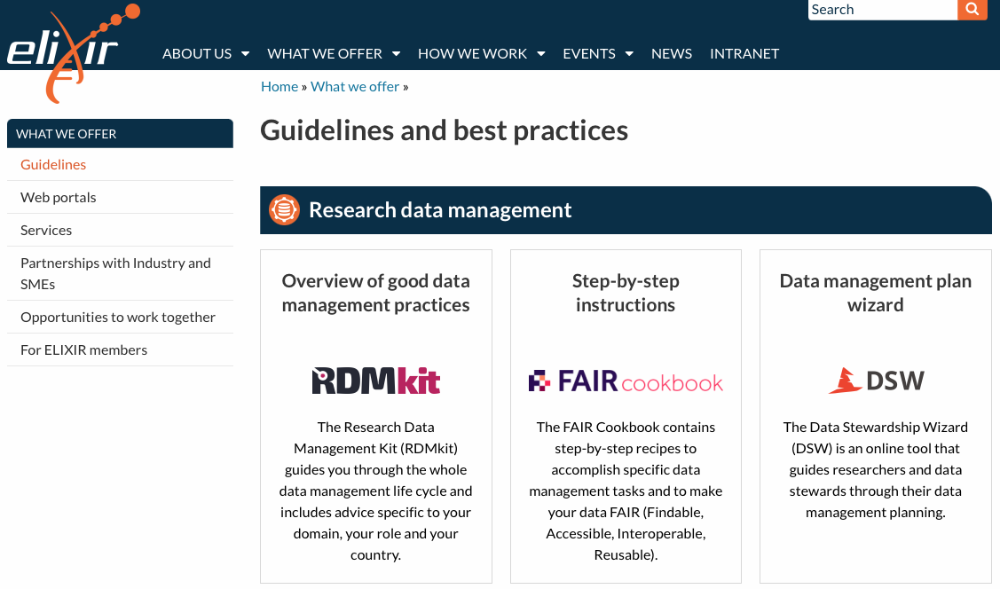 Search
elixir
ABOUT US
WHAT WE OFFER
HOW WE WORK
EVENTS
NEWS
INTRANET
Home » What we offer »
WHAT WE OFFER
Guidelines
Web portals
Services
Partnerships with Industry and
SMEs
Opportunities to work together
For ELIXIR members
Guidelines and best practices
Research data management
Overview of good data
management practices
RDMkit
The Research Data
Management Kit (RDMkit)
guides you through the whole
data management life cycle and
includes advice specific to your
domain, your role and your
country.
Step-by-step
instructions
FAIR cookbook
The FAIR Cookbook contains
step-by-step recipes to
accomplish specific data
management tasks and to make
your data FAIR (Findable,
Accessible, Interoperable,
Reusable).
Data management plan
wizard
DSW
The Data Stewardship Wizard
(DSW) is an online tool that
guides researchers and data
stewards through their data
management planning.